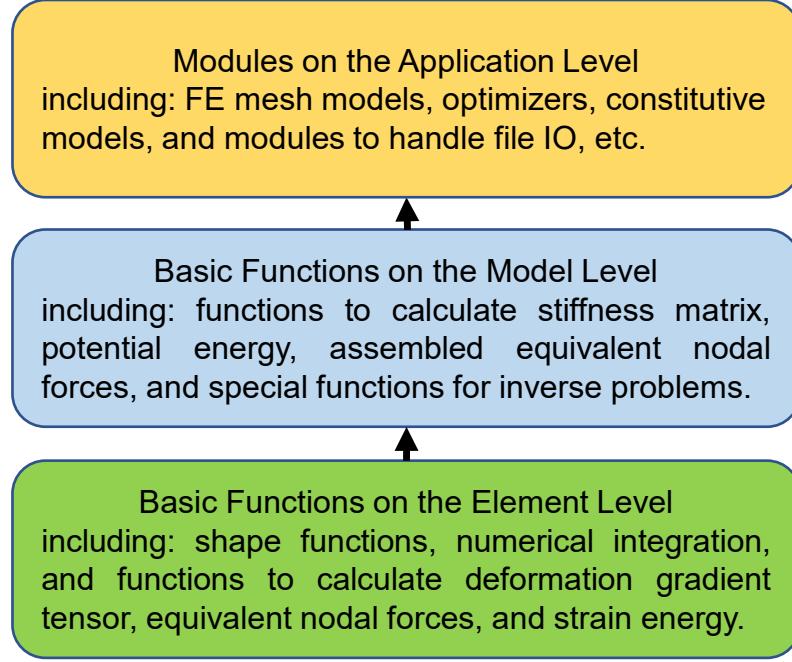 Modules on the Application Level
including: FE mesh models, optimizers, constitutive
models, and modules to handle file IO, etc.
Basic Functions on the Model Level
including: functions to calculate stiffness matrix,
potential energy, assembled equivalent nodal
forces, and special functions for inverse problems.
Basic Functions on the Element Level
including: shape functions, numerical integration,
and functions to calculate deformation gradient
tensor, equivalent nodal forces, and strain energy.